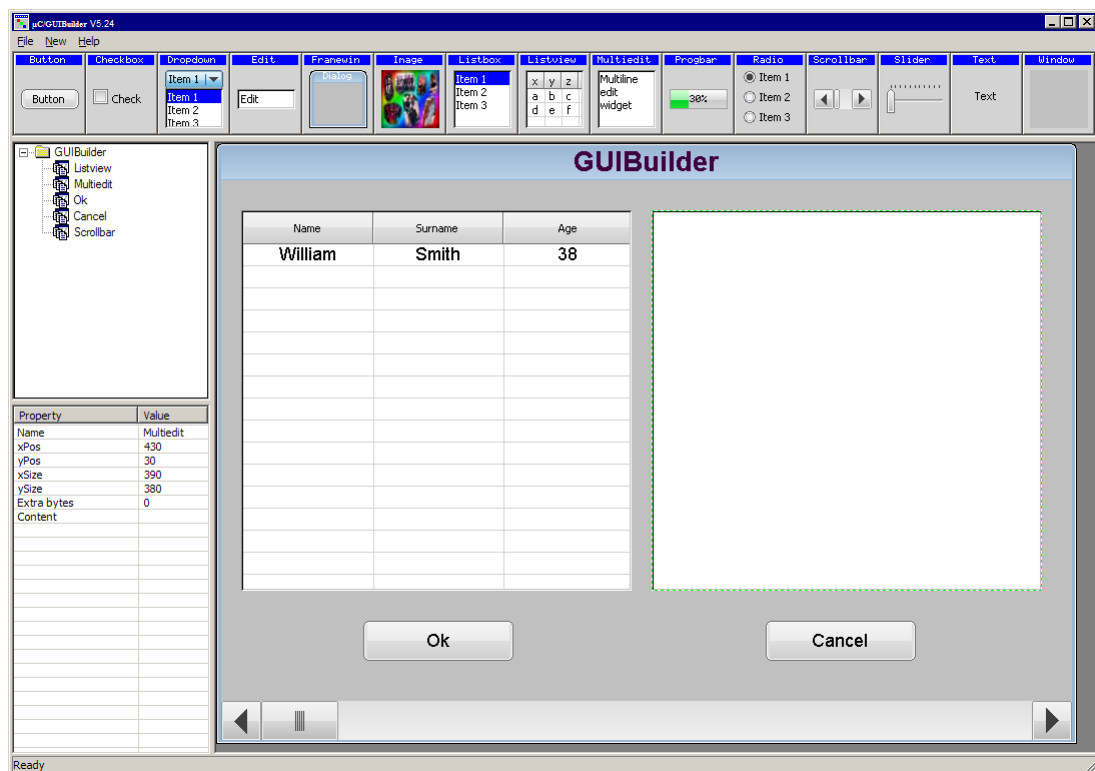 µC/GUIBuilder V5.24
File New Help
Button Checkbox Dropdown Edit Framewin Image Listbox Listview Multiedit Progbar Radio Scrollbar Slider Text Window
Button
Check
Item 1
Item 1
Item 2
Item 3
Edit
Dialog
Item 1
Item 2
Item 3
x y z
a b c
d e f
Multiline
edit
widget
30%
Item 1
Item 2
Item 3
Text
GUIBuilder
Listview
Multiedit
Ok
Cancel
Scrollbar
Property Value
Name Multiedit
xPos 430
yPos 30
xSize 390
ySize 380
Extra bytes 0
Content
GUIBuilder
Name Surname Age
William Smith 38
Ok
Cancel
Ready